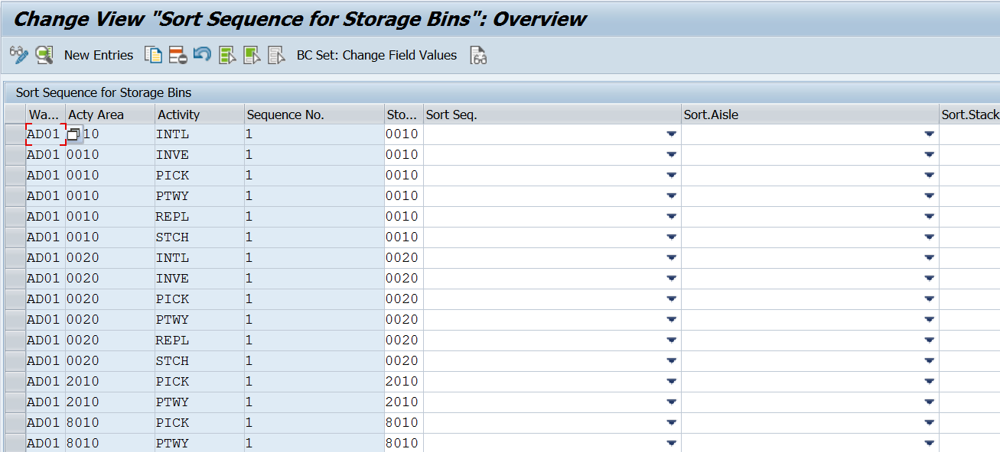 Change View "Sort Sequence for Storage Bins": Overview
New Entries BC Set: Change Field Values
Sort Sequence for Storage Bins
Wa... Acty Area Activity Sequence No. Sto... Sort Seq. Sort.Aisle Sort.Stack
AD01 10 INTL 1 0010
AD01 0010 INVE 1 0010
AD01 0010 PICK 1 0010
AD01 0010 PTWY 1 0010
AD01 0010 REPL 1 0010
AD01 0010 STCH 1 0010
AD01 0020 INTL 1 0020
AD01 0020 INVE 1 0020
AD01 0020 PICK 1 0020
AD01 0020 PTWY 1 0020
AD01 0020 REPL 1 0020
AD01 0020 STCH 1 0020
AD01 2010 PICK 1 2010
AD01 2010 PTWY 1 2010
AD01 8010 PICK 1 8010
AD01 8010 PTWY 1 8010